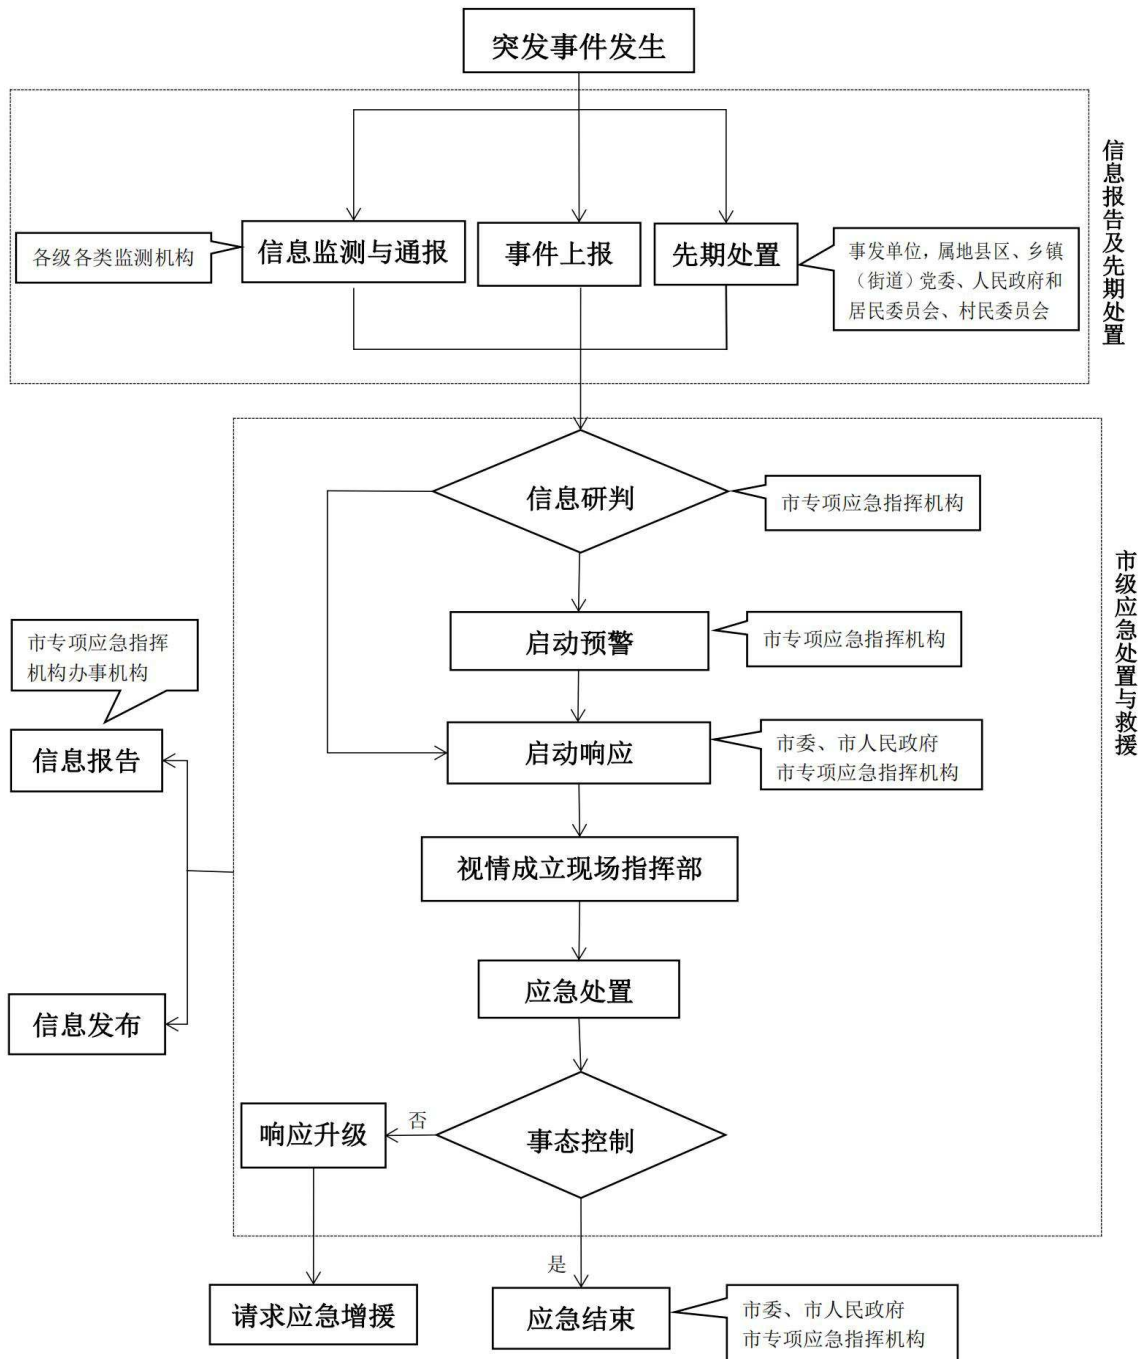 突发事件发生
信息报告及先期处置
各级各类监测机构
信息监测与通报
事件上报
先期处置
事发单位，属地县区、乡镇
（街道）党委、人民政府和
居民委员会、村民委员会
市级应急处置与救援
信息研判
市专项应急指挥机构
启动预警
市专项应急指挥机构
市专项应急指挥
机构办事机构
信息报告
启动响应
市委、市人民政府
市专项应急指挥机构
视情成立现场指挥部
应急处置
信息发布
响应升级
否
事态控制
是
请求应急增援
应急结束
市委、市人民政府
市专项应急指挥机构